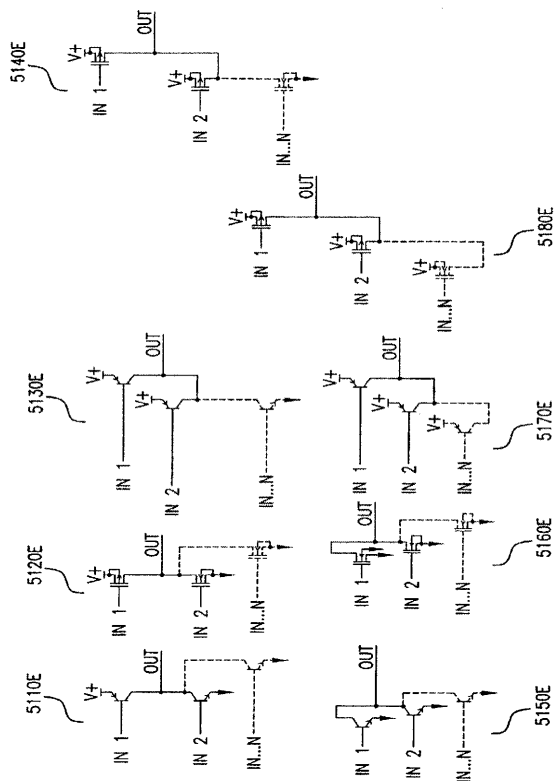 5110E
V+
IN 1
OUT
IN 2
IN...N
5120E
V+
IN 1
OUT
IN 2
IN...N
5130E
V+
IN 1
OUT
V+
IN 2
IN...N
5140E
V+
IN 1
OUT
V+
IN 2
IN...N
5150E
IN 1
OUT
IN 2
IN...N
5160E
IN 1
OUT
IN 2
IN...N
5170E
V+
IN 1
OUT
V+
IN 2
V+
IN...N
5180E
V+
IN 1
OUT
V+
IN 2
V+
IN...N